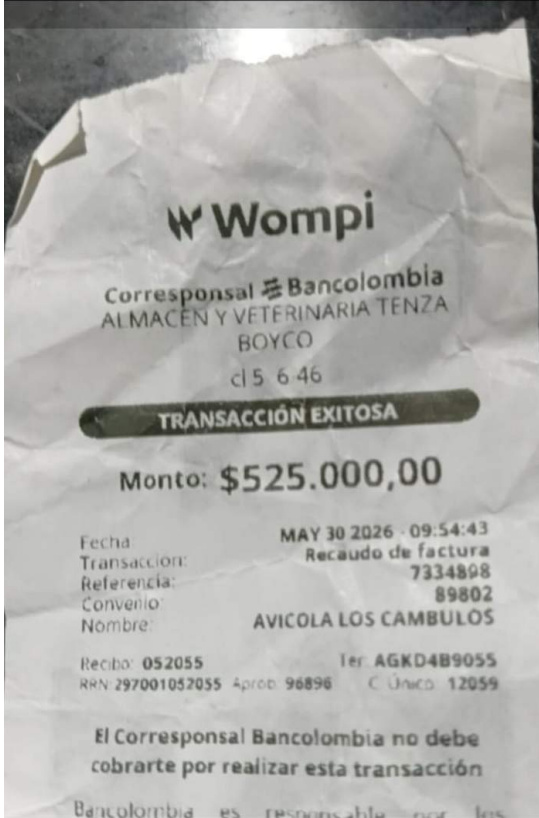 Wompi
Corresponsal Bancolombia
ALMACEN Y VETERINARIA TENZA
BOYCO
cl 5 6 46
TRANSACCIÓN EXITOSA
Monto: $525.000,00
Fecha MAY 30 2026 - 09:54:43
Transacción: Recaudo de factura
Referencia: 7334898
Convenio: 89802
Nombre: AVICOLA LOS CAMBULOS
Recibo: 052055 Ter: AGKD4B9055
RRN: 297001052055 Aprob: 96896 C. Único: 12059
El Corresponsal Bancolombia no debe
cobrarte por realizar esta transacción
Bancolombia es responsable por los